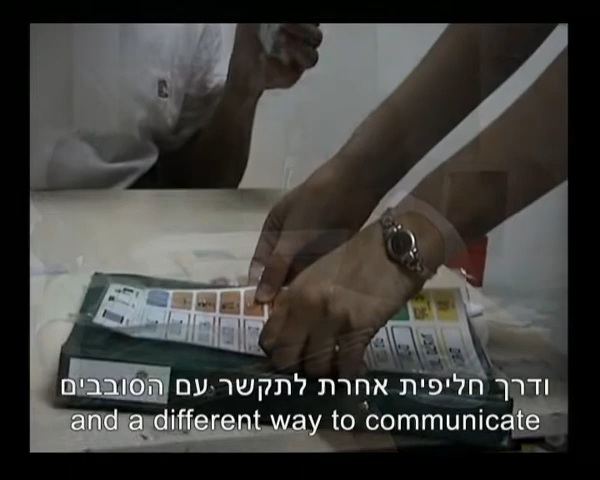 ודרך חליפית אחרת לתקשר עם הסובבים
and a different way to communicate